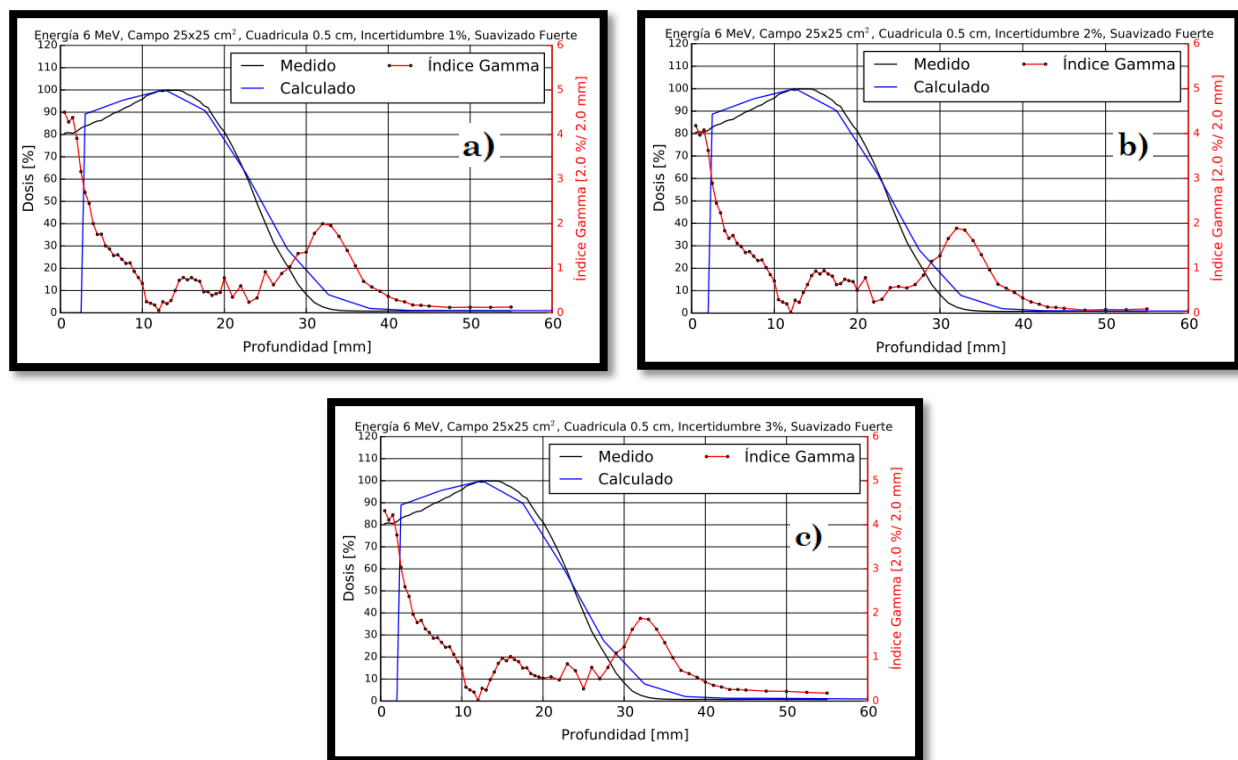 Energía 6 MeV, Campo 25x25 cm², Cuadricula 0.5 cm, Incertidumbre 1%, Suavizado Fuerte
120
110
100
90
80
70
60
50
40
30
20
10
0
Dosis [%]
Medido
Calculado
Índice Gamma
a)
6
5
4
3
2
1
0
Índice Gamma [2.0 %/ 2.0 mm]
0 10 20 30 40 50 60
Profundidad [mm]
Energía 6 MeV, Campo 25x25 cm², Cuadricula 0.5 cm, Incertidumbre 2%, Suavizado Fuerte
120
110
100
90
80
70
60
50
40
30
20
10
0
Dosis [%]
Medido
Calculado
Índice Gamma
b)
6
5
4
3
2
1
0
Índice Gamma [2.0 %/ 2.0 mm]
0 10 20 30 40 50 60
Profundidad [mm]
Energía 6 MeV, Campo 25x25 cm², Cuadricula 0.5 cm, Incertidumbre 3%, Suavizado Fuerte
120
110
100
90
80
70
60
50
40
30
20
10
0
Dosis [%]
Medido
Calculado
Índice Gamma
c)
6
5
4
3
2
1
0
Índice Gamma [2.0 %/ 2.0 mm]
0 10 20 30 40 50 60
Profundidad [mm]